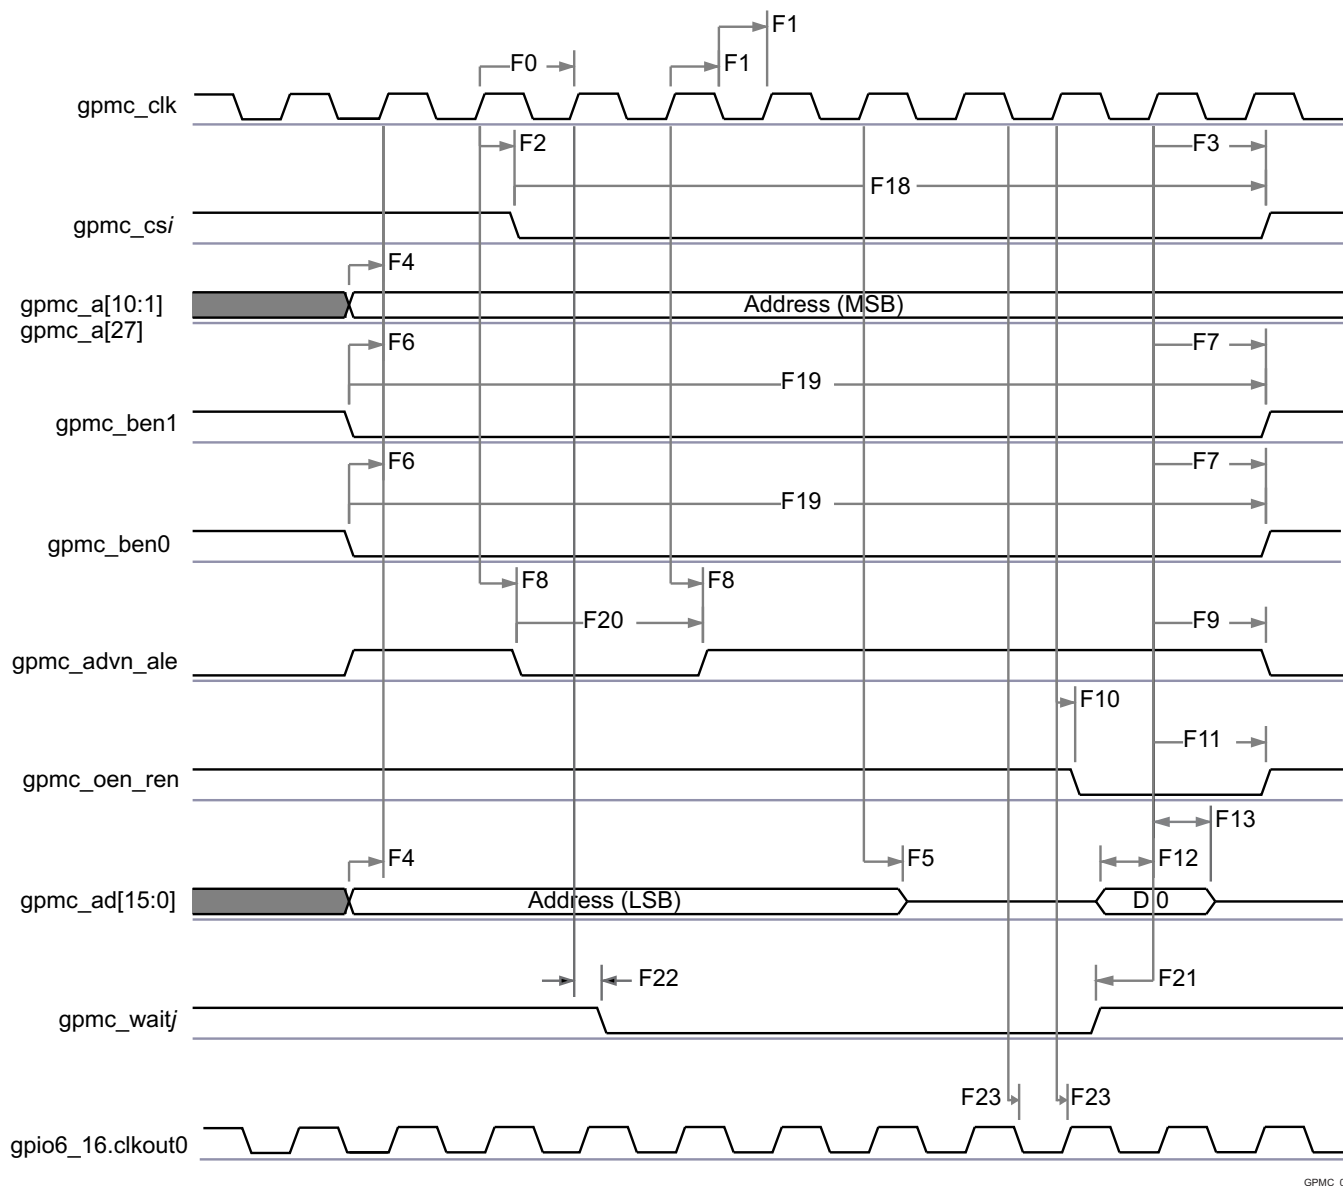 F1
F0
F1
gpmc_clk
F2
F3
F18
gpmc_csi
F4
gpmc_a[10:1]
Address (MSB)
gpmc_a[27]
F6
F7
F19
gpmc_ben1
F6
F7
F19
gpmc_ben0
F8
F8
F20
F9
gpmc_advn_ale
F10
F11
gpmc_oen_ren
F13
F4
F5
F12
gpmc_ad[15:0]
Address (LSB)
D 0
F22
F21
gpmc_waitj
F23
F23
gpio6_16.clkout0
GPMC_0